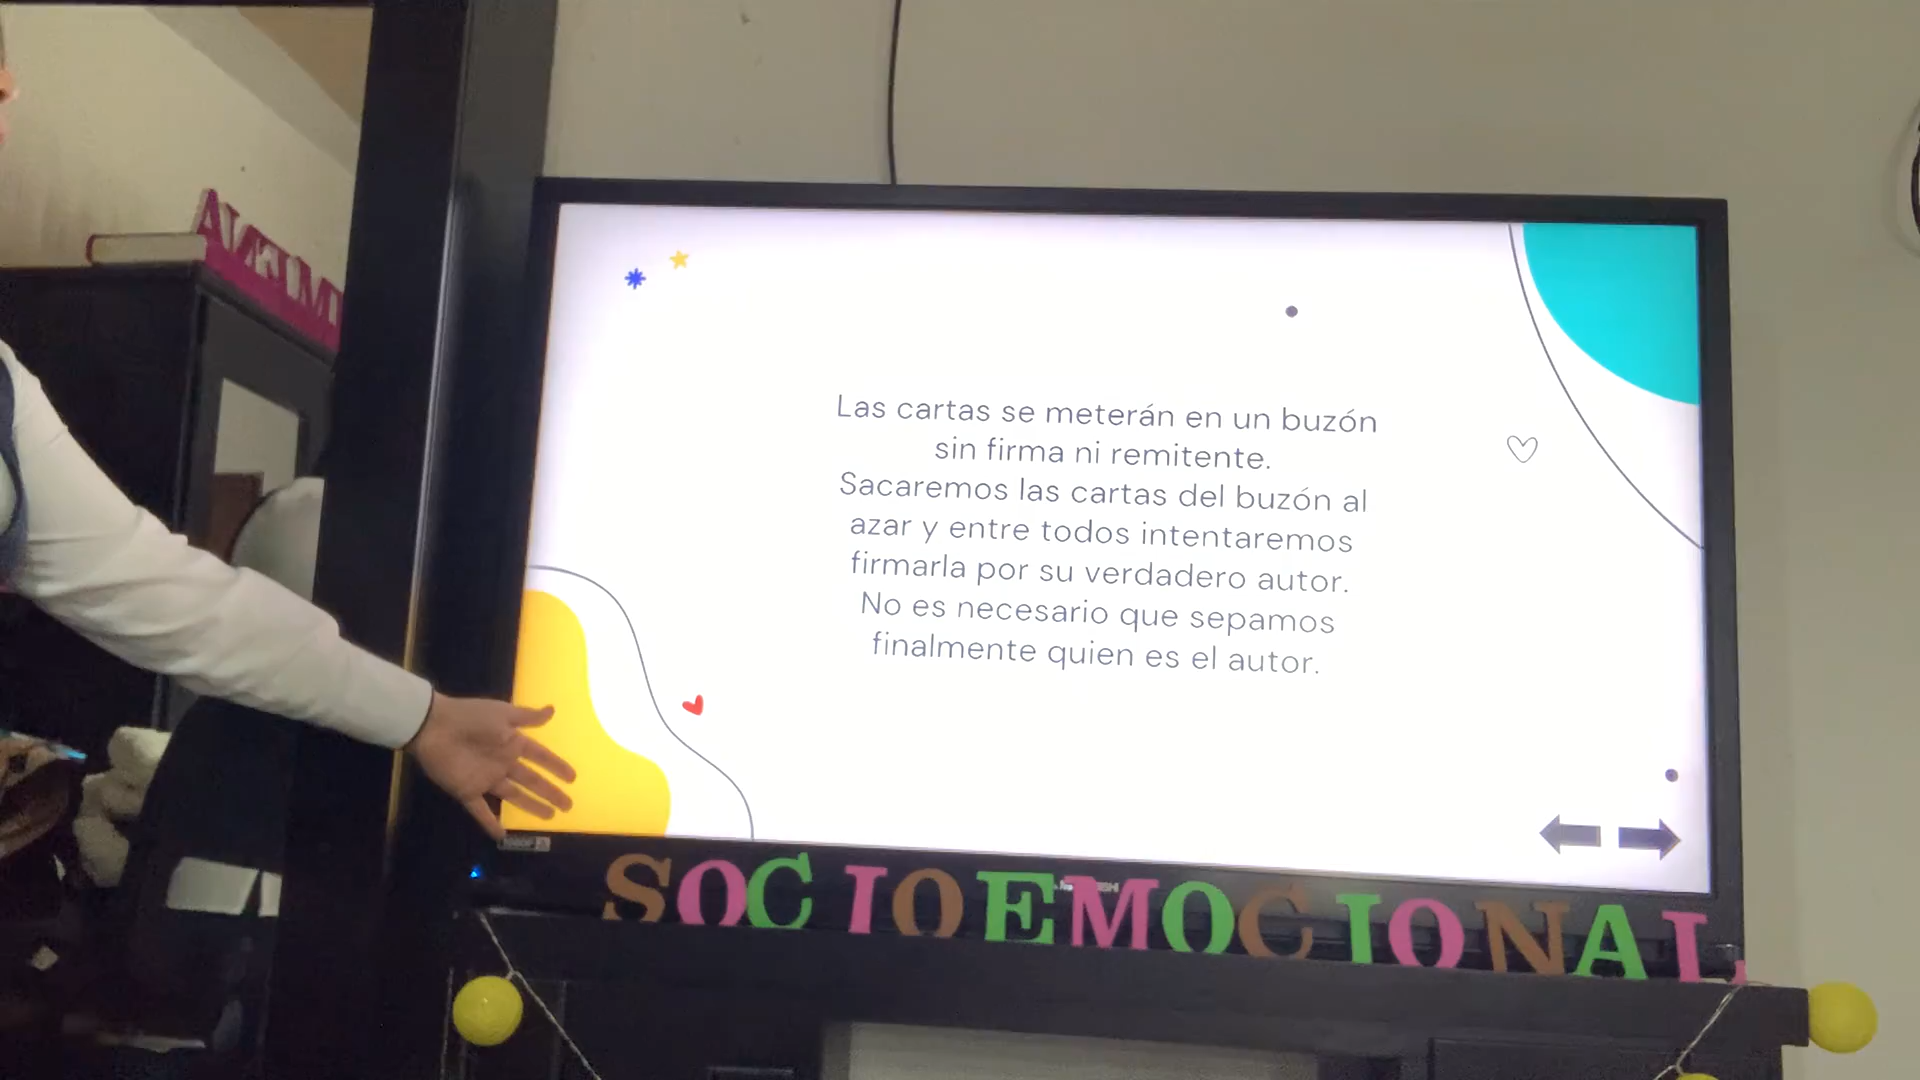 Las cartas se meterán en un buzón
sin firma ni remitente.
Sacaremos las cartas del buzón al
azar y entre todos intentaremos
firmarla por su verdadero autor.
No es necesario que sepamos
finalmente quien es el autor.
SOCIOEMOCIONAL